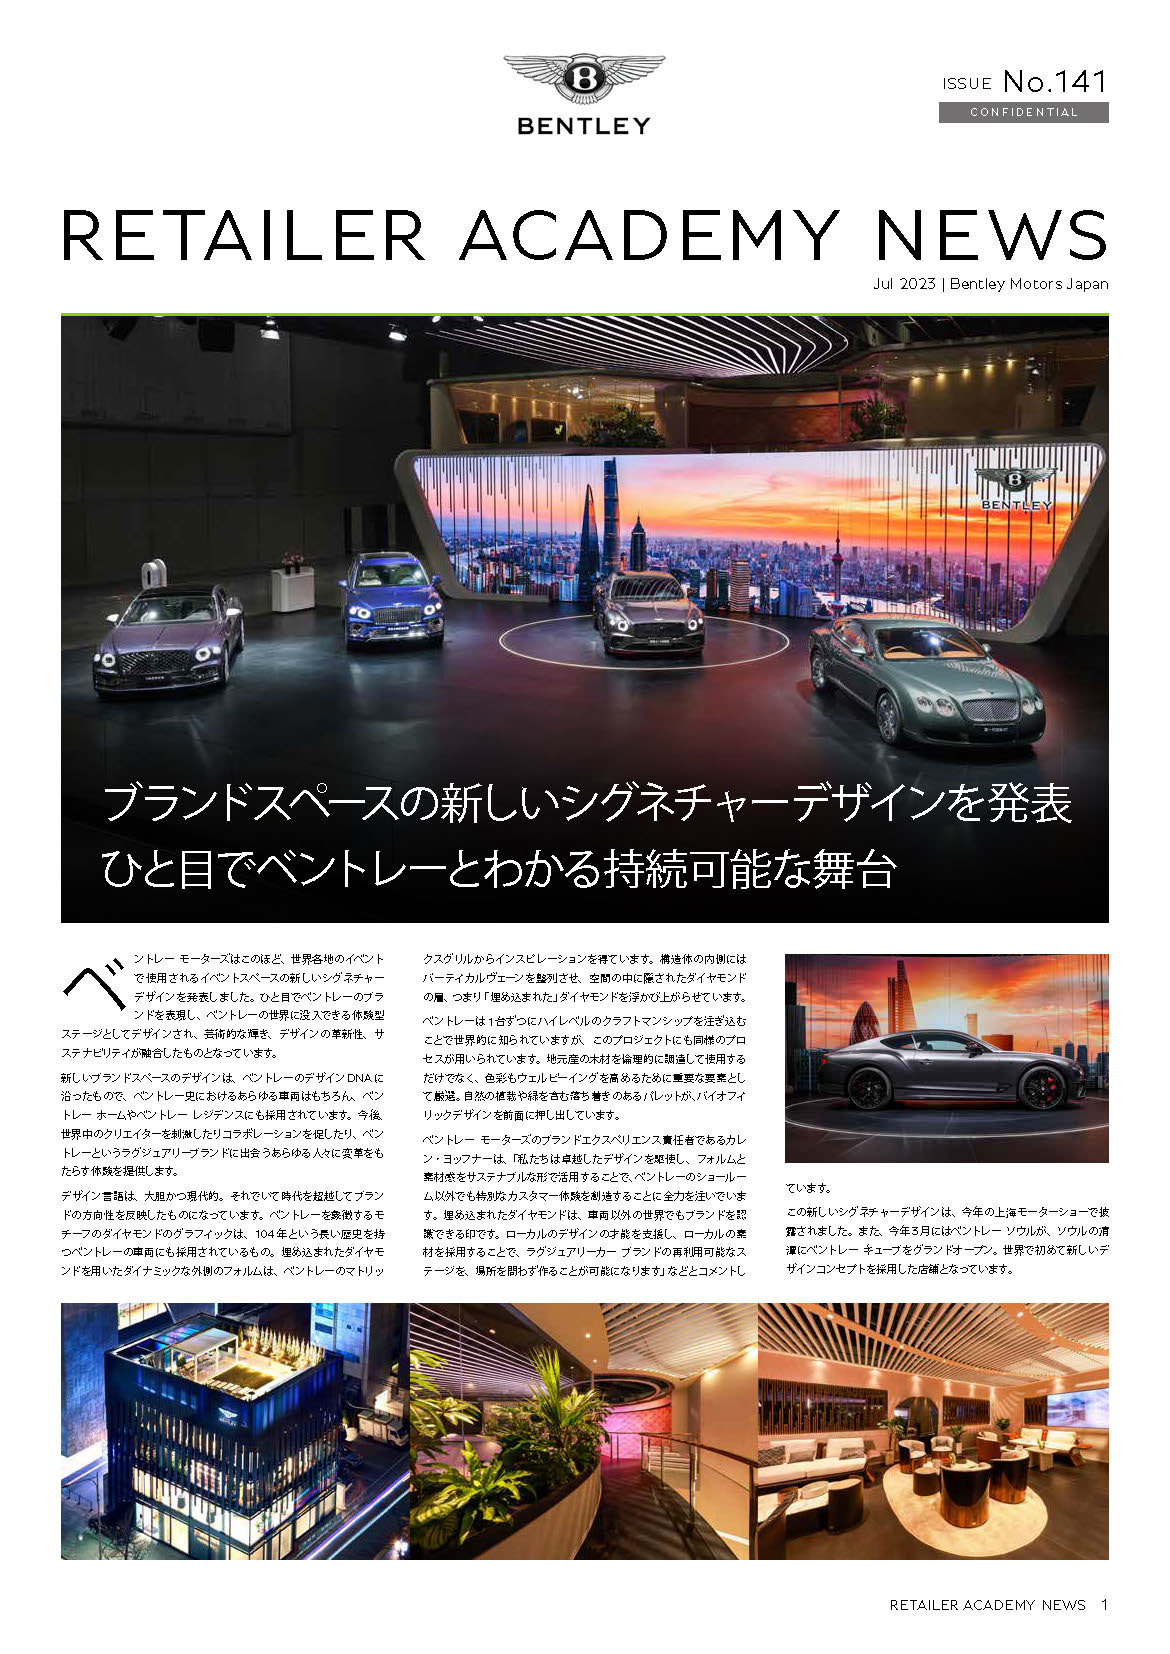 BENTLEY
ISSUE No.141
CONFIDENTIAL
RETAILER ACADEMY NEWS
Jul 2023 | Bentley Motors Japan
BENTLEY
ブランドスペースの新しいシグネチャーデザインを発表
ひと目でベントレーとわかる持続可能な舞台
ベントレー モーターズはこのほど、世界各地のイベント
で使用されるイベントスペースの新しいシグネチャー
デザインを発表しました。ひと目でベントレーのブラ
ンドを表現し、ベントレーの世界に没入できる体験型
ステージとしてデザインされ、芸術的な輝き、デザインの革新性、サ
ステナビリティが融合したものとなっています。
新しいブランドスペースのデザインは、ベントレーのデザインDNAに
沿ったもので、ベントレー史におけるあらゆる車両はもちろん、ベン
トレー ホームやベントレー レジデンスにも採用されています。今後、
世界中のクリエイターを刺激したりコラボレーションを促したり、ベン
トレーというラグジュアリーブランドに出会うあらゆる人々に変革をも
たらす体験を提供します。
デザイン言語は、大胆かつ現代的。それでいて時代を超越してブラン
ドの方向性を反映したものになっています。ベントレーを象徴するモ
チーフのダイヤモンドのグラフィックは、104年という長い歴史を持
つベントレーの車両にも採用されているもの。埋め込まれたダイヤモ
ンドを用いたダイナミックな外側のフォルムは、ベントレーのマトリッ
クスグリルからインスピレーションを得ています。構造体の内側には
バーティカルヴェーンを整列させ、空間の中に隠されたダイヤモンド
の層、つまり「埋め込まれた」ダイヤモンドを浮かび上がらせています。
ベントレーは1台ずつにハイレベルのクラフトマンシップを注ぎ込む
ことで世界的に知られていますが、このプロジェクトにも同様のプロ
セスが用いられています。地元産の木材を倫理的に調達して使用する
だけでなく、色彩もウェルビーイングを高めるために重要な要素とし
て厳選。自然の植栽や緑を含む落ち着きのあるパレットが、バイオフィ
リックデザインを前面に押し出しています。
ベントレー モーターズのブランドエクスペリエンス責任者であるカレ
ン・ヨッフナーは、「私たちは卓越したデザインを駆使し、フォルムと
素材感をサステナブルな形で活用することで、ベントレーのショールー
ム以外でも特別なカスタマー体験を創造することに全力を注いでいま
す。埋め込まれたダイヤモンドは、車両以外の世界でもブランドを認
識できる印です。ローカルのデザインの才能を支援し、ローカルの素
材を採用することで、ラグジュアリーカー ブランドの再利用可能なス
テージを、場所を問わず作ることが可能になります」などとコメントし
ています。
この新しいシグネチャーデザインは、今年の上海モーターショーで披
露されました。また、今年3月にはベントレー ソウルが、ソウルの清
潭にベントレー キューブをグランドオープン。世界で初めて新しいデ
ザインコンセプトを採用した店舗となっています。
RETAILER ACADEMY NEWS 1